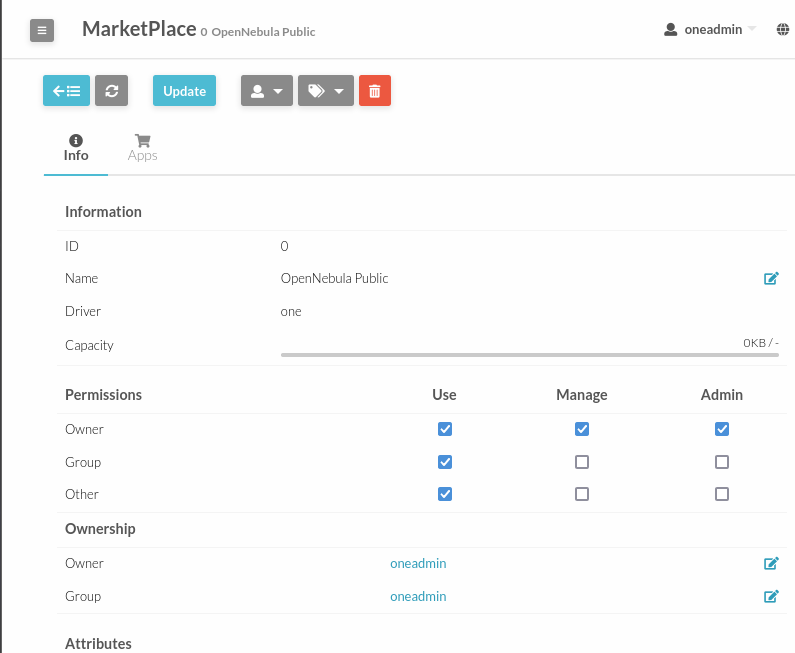 MarketPlace 0 OpenNebula Public
oneadmin
Update
Info
Apps
Information
ID 0
Name OpenNebula Public
Driver one
Capacity 0KB / -
Permissions Use Manage Admin
Owner
Group
Other
Ownership
Owner oneadmin
Group oneadmin
Attributes